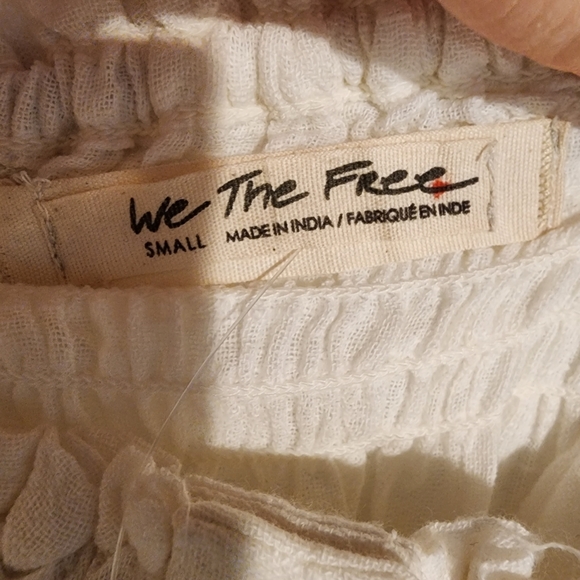 We The Free
SMALL MADE IN INDIA / FABRIQUÉ EN INDE